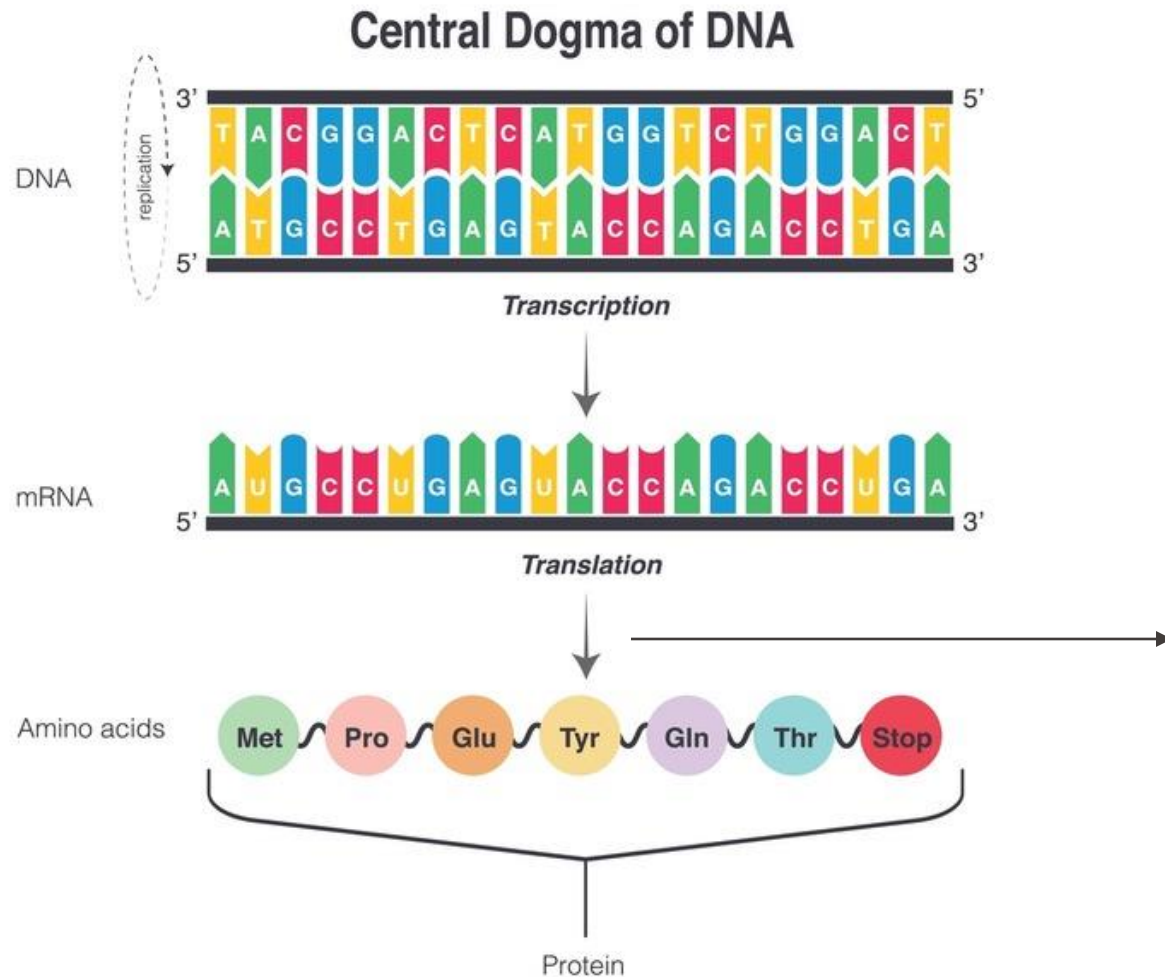 Central Dogma of DNA
3’ 5’
T A C G G A C T C A T G G T C T G G A C T
DNA
replication
A T G C C T G A G T A C C A G A C C T G A
5’ 3’
Transcription
A U G C C U G A G U A C C A G A C C U G A
mRNA
5’ 3’
Translation
Amino acids
Met Pro Glu Tyr Gln Thr Stop
Protein